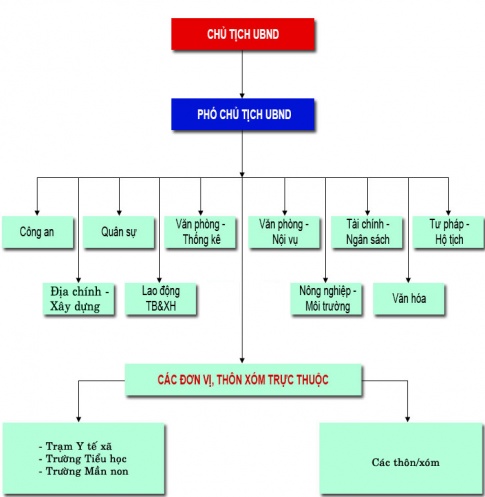 CHỦ TỊCH UBND
PHÓ CHỦ TỊCH UBND
Công an
Quân sự
Văn phòng -
Thống kê
Văn phòng -
Nội vụ
Tài chính -
Ngân sách
Tư pháp -
Hộ tịch
Địa chính -
Xây dựng
Lao động
TB&XH
Nông nghiệp -
Môi trường
Văn hóa
CÁC ĐƠN VỊ, THÔN XÓM TRỰC THUỘC
- Trạm Y tế xã
- Trường Tiểu học
- Trường Mần non
Các thôn/xóm